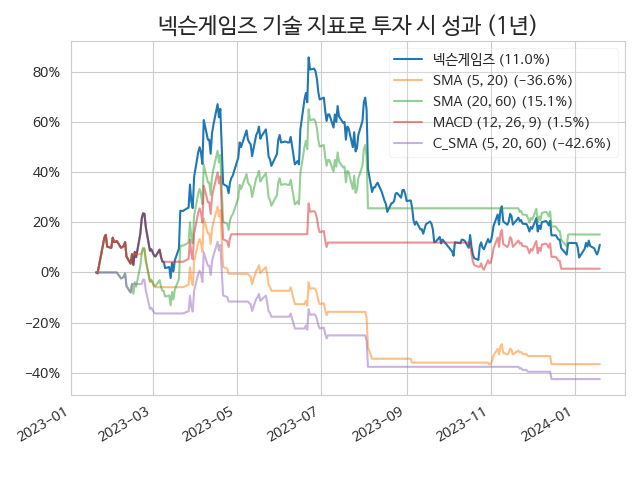 넥슨게임즈 기술 지표로 투자 시 성과 (1년)
넥슨게임즈 (11.0%)
SMA (5, 20) (−36.6%)
SMA (20, 60) (15.1%)
MACD (12, 26, 9) (1.5%)
C_SMA (5, 20, 60) (−42.6%)
80%
60%
40%
20%
0%
−20%
−40%
2023−01
2023−03
2023−05
2023−07
2023−09
2023−11
2024−01